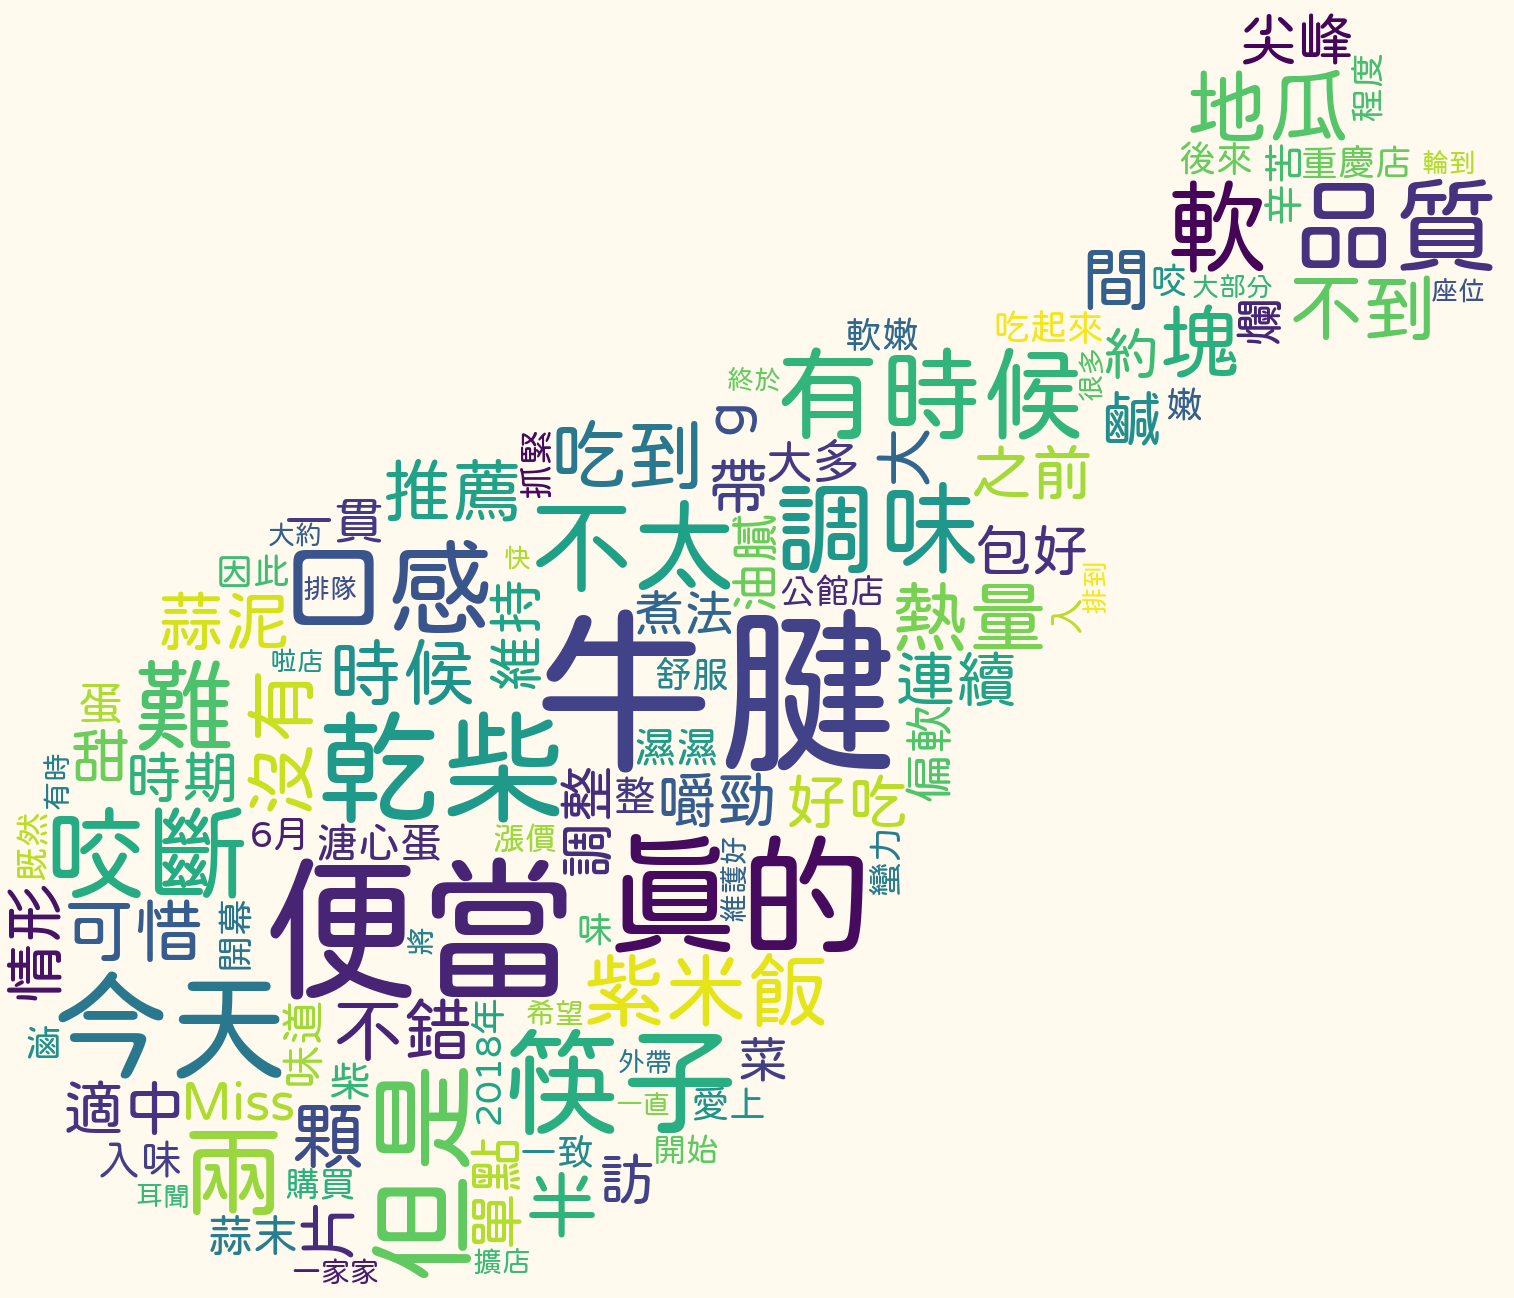 尖峰
地瓜
程度
後來
辛苦
重慶店
輪到
軟
品質
間
咬
大部分
爛
不到
座位
軟嫩
吃起來
很多
約
塊
終於
有時候
鹹
嫩
9
吃到
抓緊
推薦
帶
大多
大
之前
一貫
大約
不太
油膩
調味
包好
因此
口感
排隊
快
維持
公館店
排到
蒜泥
煮法
熱量
人
啦店
時候
牛腱
舒服
連續
難
沒有
蛋
甜
時期
乾柴
濕濕
偏軟
有時
調整
整
嚼勁
好吃
既然
咬斷
6月
溏心蛋
漲價
真的
維護好
蠻力
情形
可惜
開幕
便當
將
味
紫米飯
今天
味道
不錯
2018年
希望
滷
筷子
外帶
菜
柴
一直
愛上
適中
Miss
顆
但是
入味
耳聞
兩
購買
單點
一致
訪
開始
半
蒜末
片
擴店
一家家